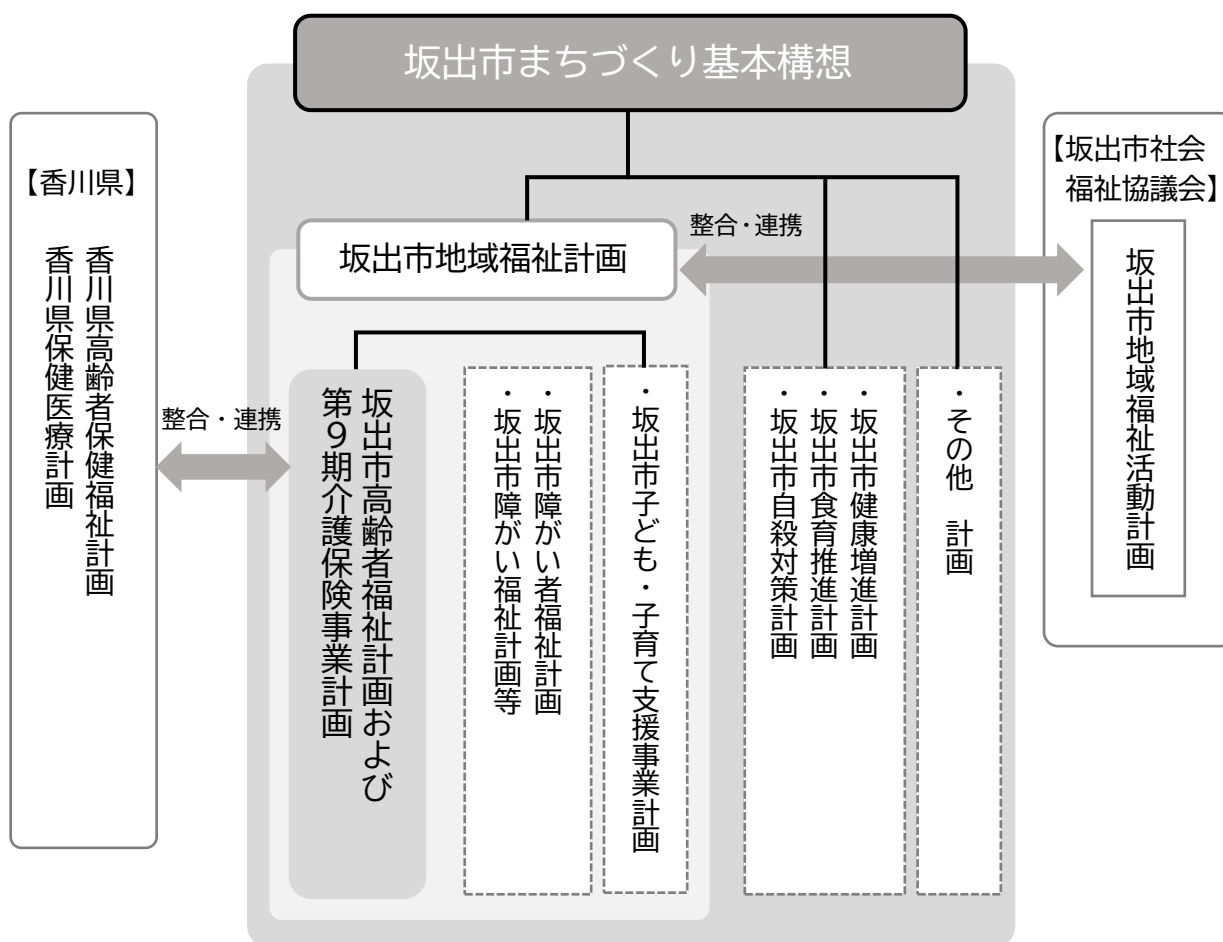 坂出市まちづくり基本構想
【香川県】
香川県高齢者保健福祉計画
香川県保健医療計画
整合・連携
坂出市地域福祉計画
整合・連携
【坂出市社会
福祉協議会】
坂出市地域福祉活動計画
坂出市高齢者福祉計画および
第9期介護保険事業計画
・坂出市障がい者福祉計画
・坂出市障がい福祉計画等
・坂出市子ども・子育て支援事業計画
・坂出市健康増進計画
・坂出市食育推進計画
・坂出市自殺対策計画
・その他 計画